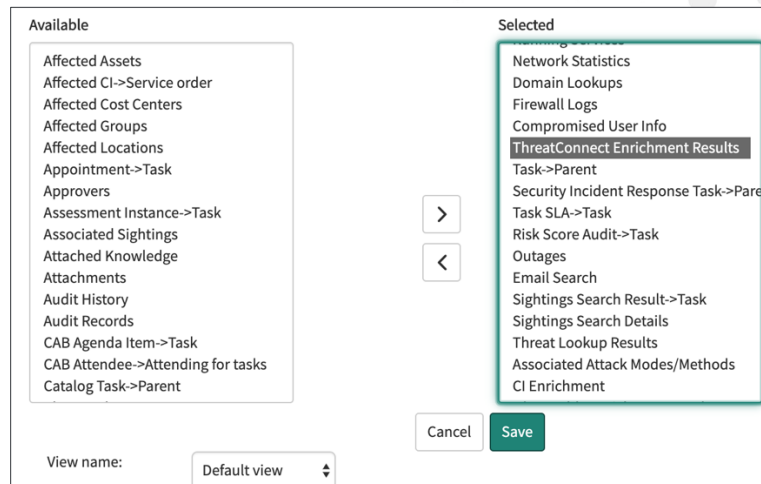 Available
Affected Assets
Affected CI->Service order
Affected Cost Centers
Affected Groups
Affected Locations
Appointment->Task
Approvers
Assessment Instance->Task
Associated Sightings
Attached Knowledge
Attachments
Audit History
Audit Records
CAB Agenda Item->Task
CAB Attendee->Attending for tasks
Catalog Task->Parent
>
<
Selected
Network Statistics
Domain Lookups
Firewall Logs
Compromised User Info
ThreatConnect Enrichment Results
Task->Parent
Security Incident Response Task->Pare
Task SLA->Task
Risk Score Audit->Task
Outages
Email Search
Sightings Search Result->Task
Sightings Search Details
Threat Lookup Results
Associated Attack Modes/Methods
CI Enrichment
Cancel Save
View name: Default view